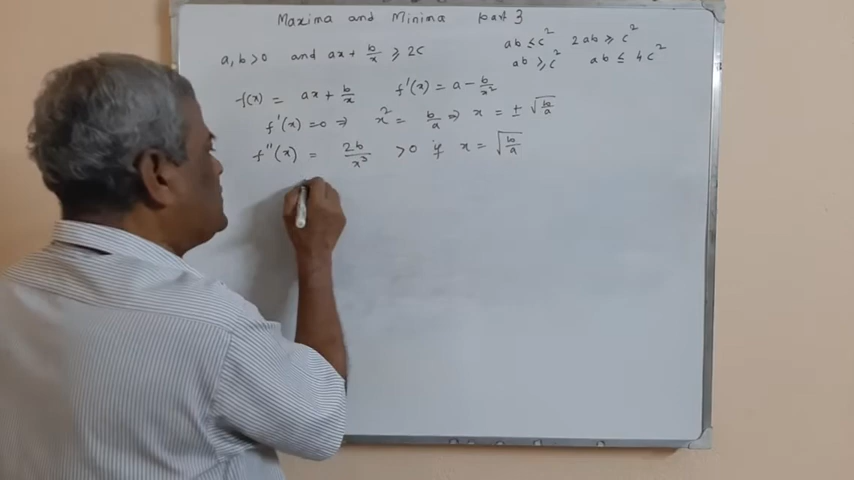 Maxima and Minima part 3
a, b > 0 and ax + b/x ⩾ 2c
ab ≤ c² 2ab ⩾ c²
ab ⩾ c² ab ≤ 4c²
f(x) = ax + b/x f'(x) = a - b/x²
f'(x) = 0 ⇒ x² = b/a ⇒ x = ± √(b/a)
f''(x) = 2b/x³ > 0 if x = √(b/a)